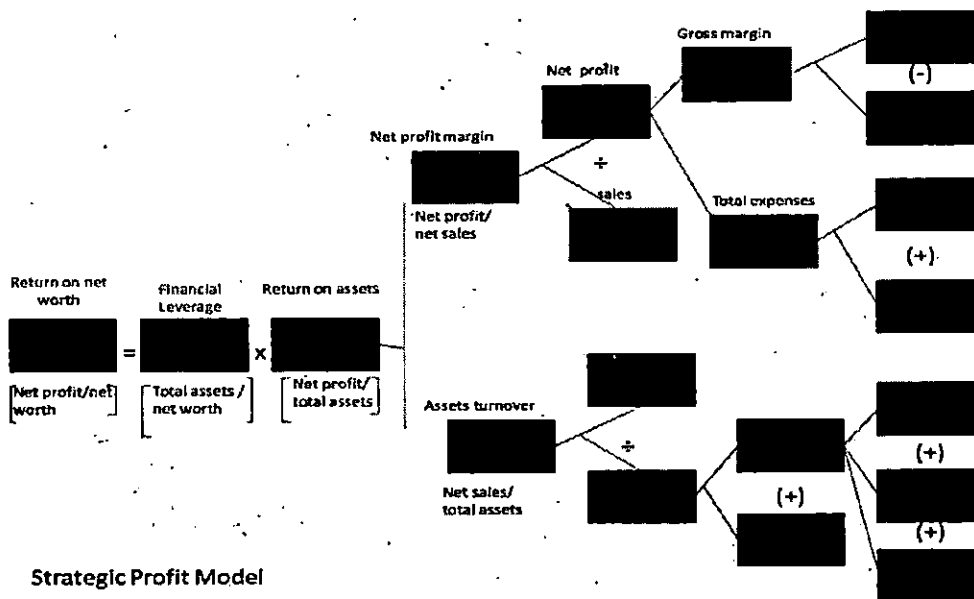 Gross margin
Net profit
(-)
Net profit margin
÷
sales
Total expenses
Net profit/
net sales
(+)
Return on net
worth
Financial
Leverage
Return on assets
=
x
[Net profit/net
worth]
[Total assets/
net worth]
[Net profit/
total assets]
Assets turnover
÷
(+)
Net sales/
total assets
(+)
(+)
Strategic Profit Model